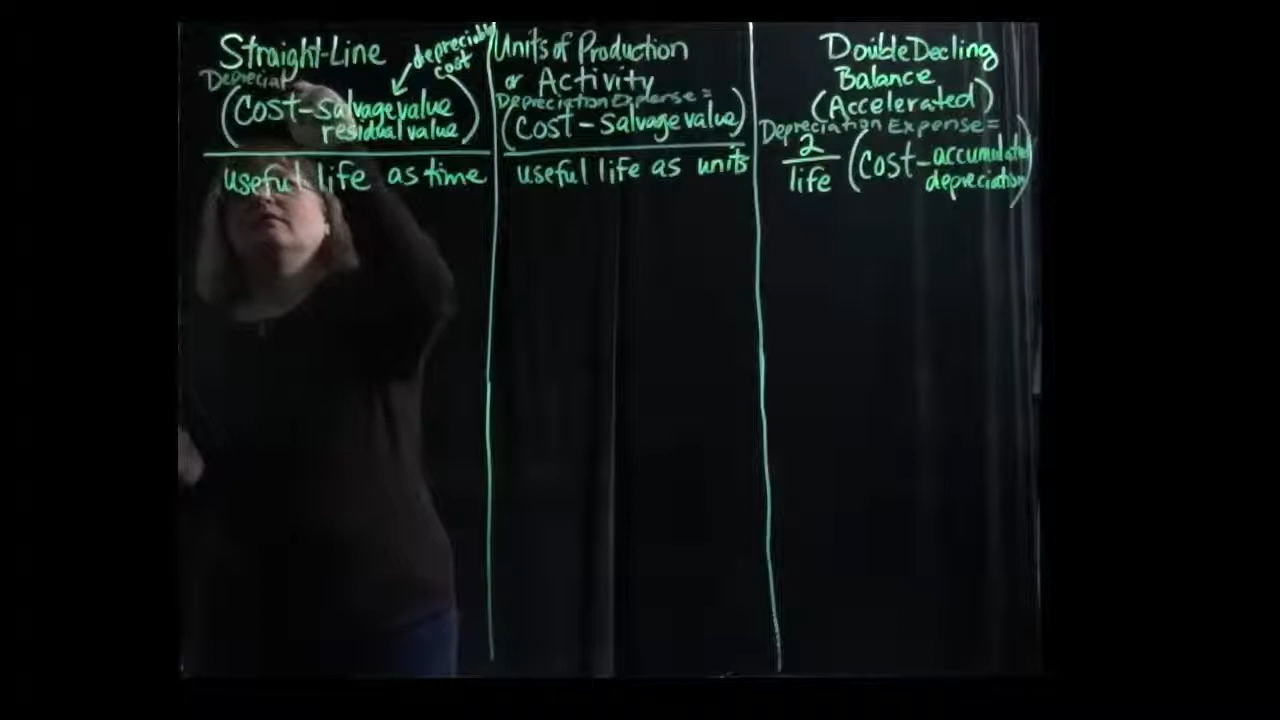 Straight-Line
depreciable
cost
Depreciat
(Cost-salvage value
residual value)
useful life as time
Units of Production
or Activity
Depreciation Expense =
(Cost-salvage value)
useful life as units
Double Decling
Balance
(Accelerated)
Depreciation Expense =
2
life
(Cost-accumulated
depreciation)